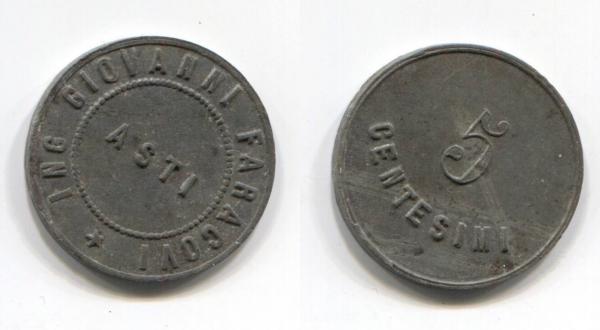 ING GIOVANNI FARAGOVI *
ASTI
5
CENTESIMI